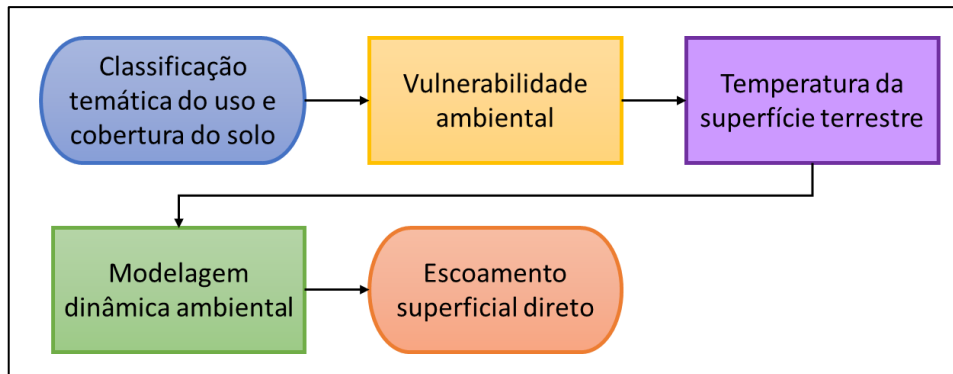 Classificação
temática do uso e
cobertura do solo
Vulnerabilidade
ambiental
Temperatura da
superfície terrestre
Modelagem
dinâmica ambiental
Escoamento
superficial direto